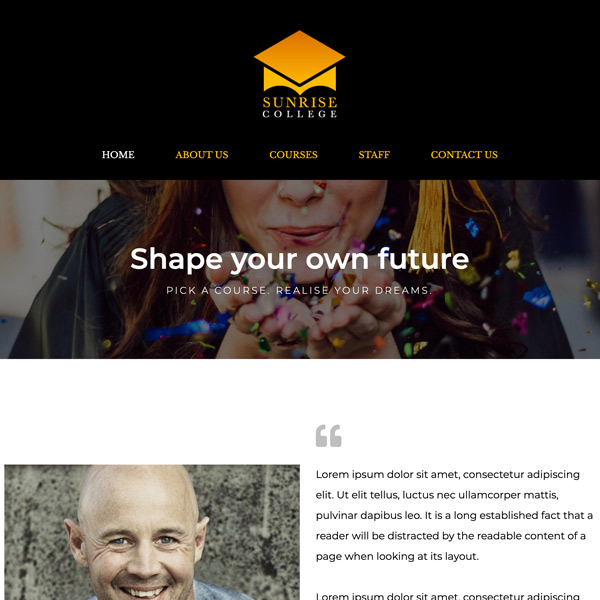 SUNRISE
COLLEGE
HOME
ABOUT US
COURSES
STAFF
CONTACT US
Shape your own future
PICK A COURSE. REALISE YOUR DREAMS.
Lorem ipsum dolor sit amet, consectetur adipiscing
elit. Ut elit tellus, luctus nec ullamcorper mattis,
pulvinar dapibus leo. It is a long established fact that a
reader will be distracted by the readable content of a
page when looking at its layout.
Lorem ipsum dolor sit amet, consectetur adipiscing